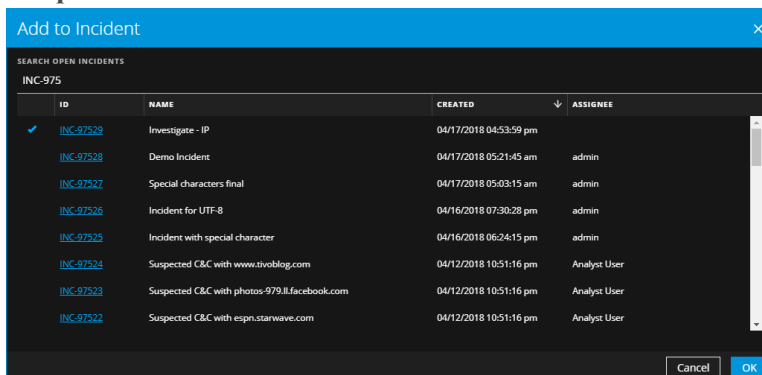 Add to Incident
SEARCH OPEN INCIDENTS
INC-975
ID NAME CREATED ASSIGNEE
INC-97529 Investigate - IP 04/17/2018 04:53:59 pm
INC-97528 Demo Incident 04/17/2018 05:21:45 am admin
INC-97527 Special characters final 04/17/2018 05:03:15 am admin
INC-97526 Incident for UTF-8 04/16/2018 07:30:28 pm admin
INC-97525 Incident with special character 04/16/2018 06:24:15 pm admin
INC-97524 Suspected C&C with www.tivoblog.com 04/12/2018 10:51:16 pm Analyst User
INC-97523 Suspected C&C with photos-979.ll.facebook.com 04/12/2018 10:51:16 pm Analyst User
INC-97522 Suspected C&C with espn.starwave.com 04/12/2018 10:51:16 pm Analyst User
Cancel OK